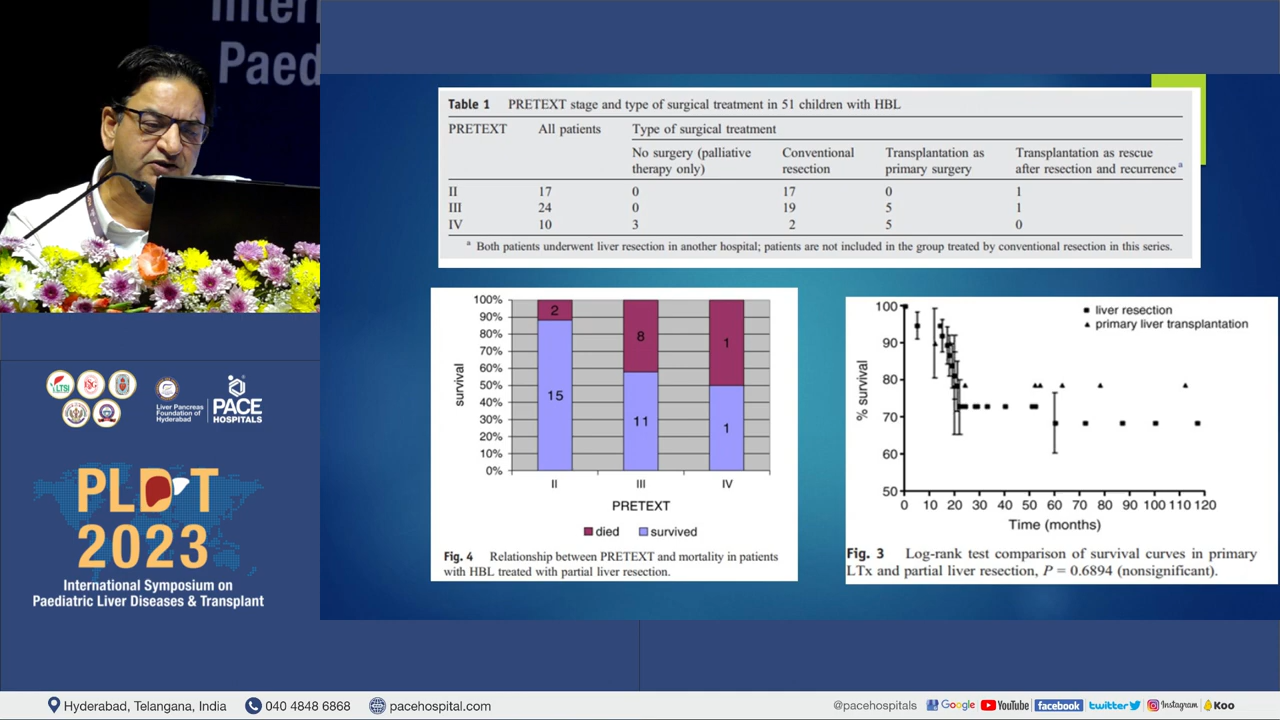 Inter
Paed
Table 1 PRETEXT stage and type of surgical treatment in 51 children with HBL
PRETEXT All patients Type of surgical treatment
No surgery (palliative therapy only) Conventional resection Transplantation as primary surgery Transplantation as rescue after resection and recurrence a
II 17 0 17 0 1
III 24 0 19 5 1
IV 10 3 2 5 0
a Both patients underwent liver resection in another hospital; patients are not included in the group treated by conventional resection in this series.
100%
90%
80%
70%
60%
50%
40%
30%
20%
10%
0%
survival
2
15
8
11
1
1
II III IV
PRETEXT
died survived
Fig. 4 Relationship between PRETEXT and mortality in patients
with HBL treated with partial liver resection.
liver resection
primary liver transplantation
100
90
80
70
60
50
% survival
0 10 20 30 40 50 60 70 80 90 100 110 120
Time (months)
Fig. 3 Log-rank test comparison of survival curves in primary
LTx and partial liver resection, P = 0.6894 (nonsignificant).
LTSI
Liver Pancreas
Foundation of
Hyderabad
PACE
HOSPITALS
PLDT
2023
International Symposium on
Paediatric Liver Diseases & Transplant
Hyderabad, Telangana, India 040 4848 6868 pacehospital.com @pacehospitals Google YouTube facebook twitter Instagram Koo